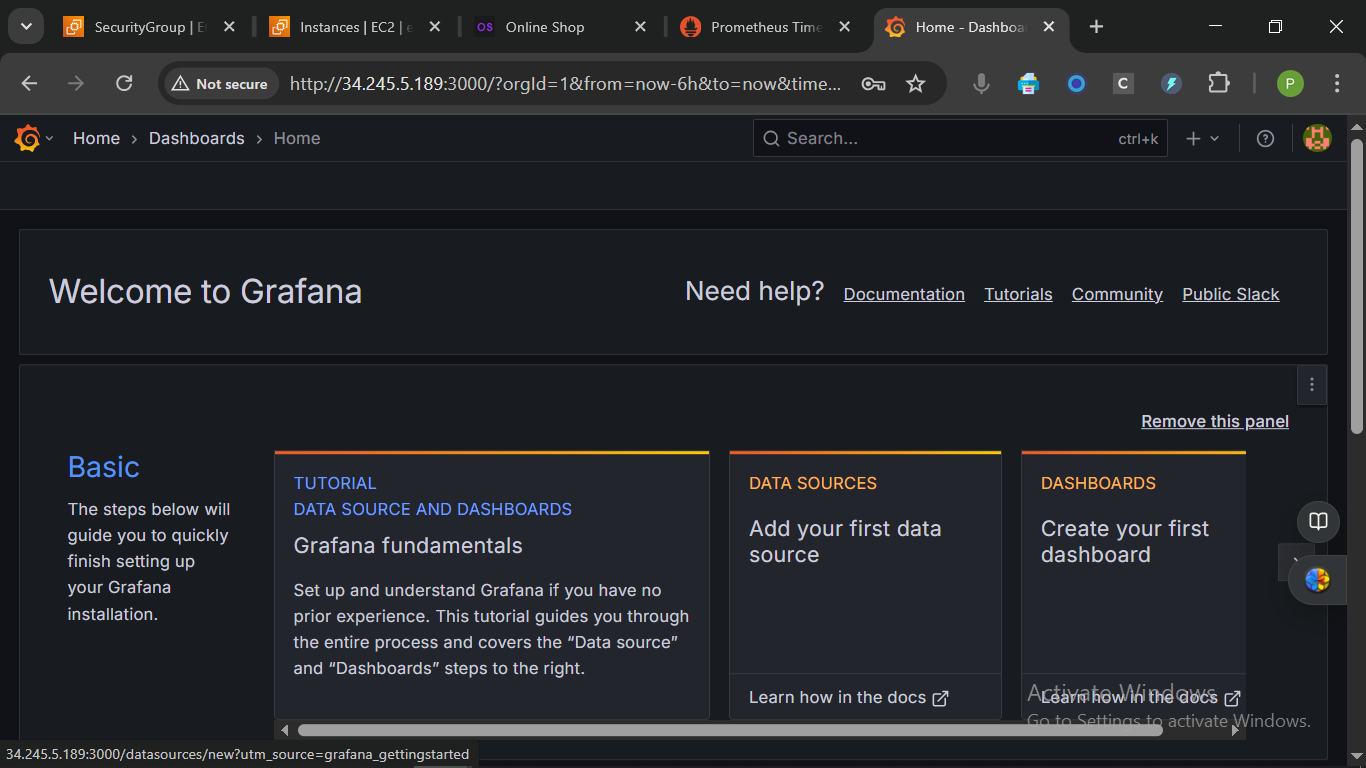 SecurityGroup | E
Instances | EC2 | e
OS Online Shop
Prometheus Time
Home - Dashboa
Not secure
http://34.245.5.189:3000/?orgId=1&from=now-6h&to=now&time...
C
P
Home › Dashboards › Home
Search... ctrl+k
Welcome to Grafana
Need help? Documentation Tutorials Community Public Slack
Remove this panel
Basic
The steps below will
guide you to quickly
finish setting up
your Grafana
installation.
TUTORIAL
DATA SOURCE AND DASHBOARDS
Grafana fundamentals
Set up and understand Grafana if you have no
prior experience. This tutorial guides you through
the entire process and covers the “Data source”
and “Dashboards” steps to the right.
DATA SOURCES
Add your first data
source
Learn how in the docs
DASHBOARDS
Create your first
dashboard
Learn how in the docs
Activate Windows
Go to Settings to activate Windows.
34.245.5.189:3000/datasources/new?utm_source=grafana_gettingstarted